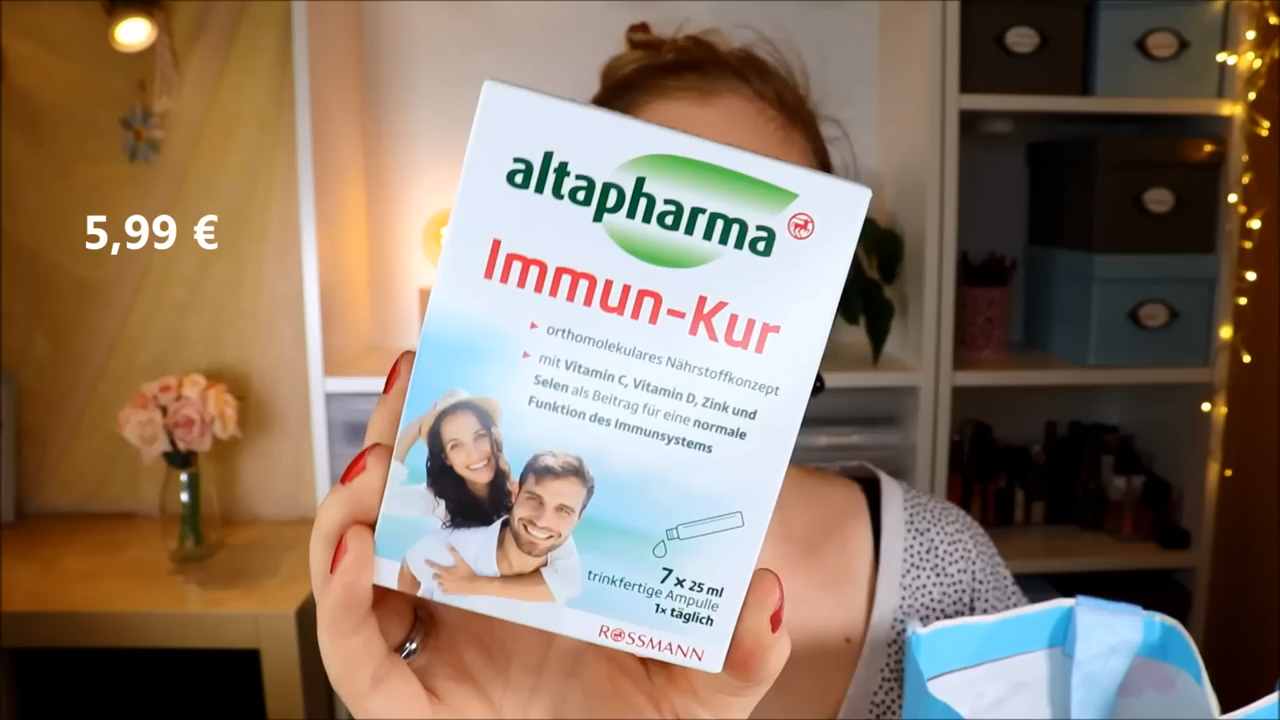 5,99 €
altapharma
Immun-Kur
orthomolekulares Nährstoffkonzept
mit Vitamin C, Vitamin D, Zink und
Selen als Beitrag für eine normale
Funktion des Immunsystems
7 x 25 ml
trinkfertige Ampulle
1x täglich
ROSSMANN